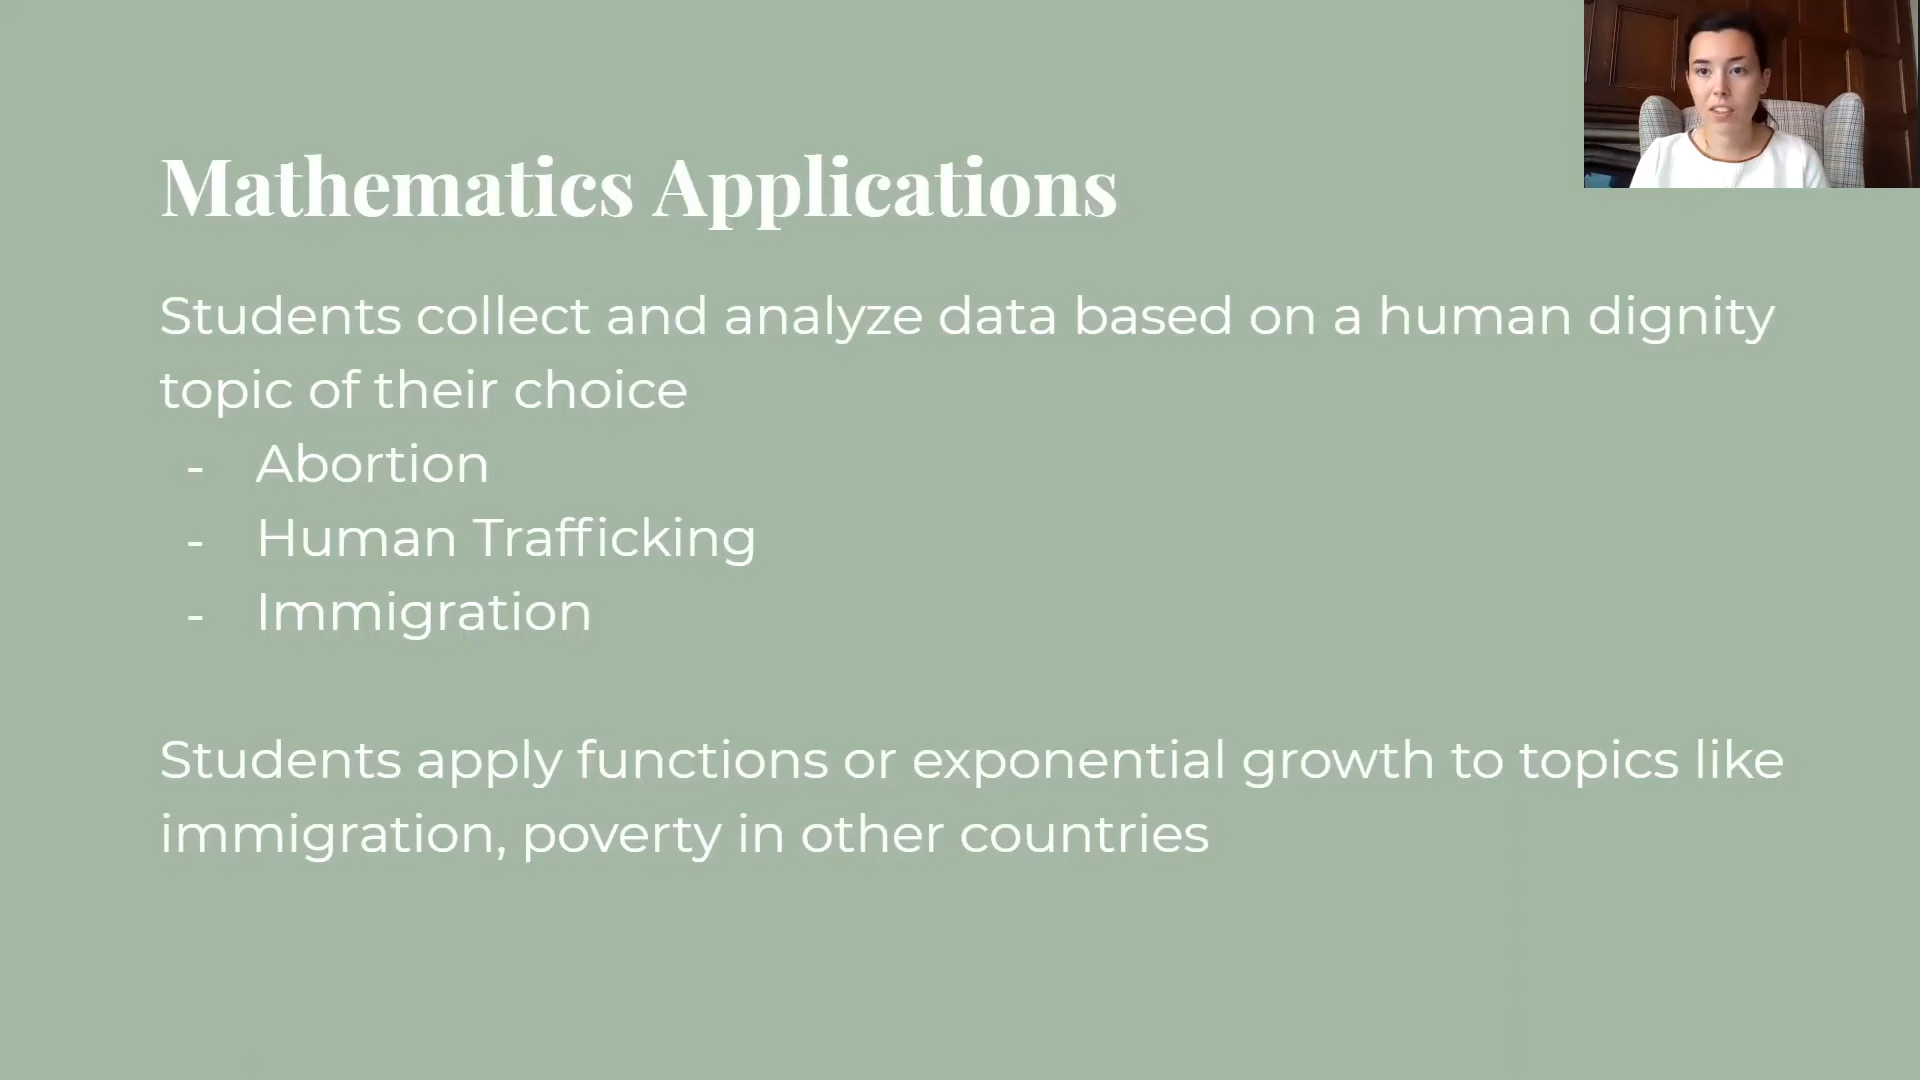 Mathematics Applications
Students collect and analyze data based on a human dignity
topic of their choice
- Abortion
- Human Trafficking
- Immigration
Students apply functions or exponential growth to topics like
immigration, poverty in other countries